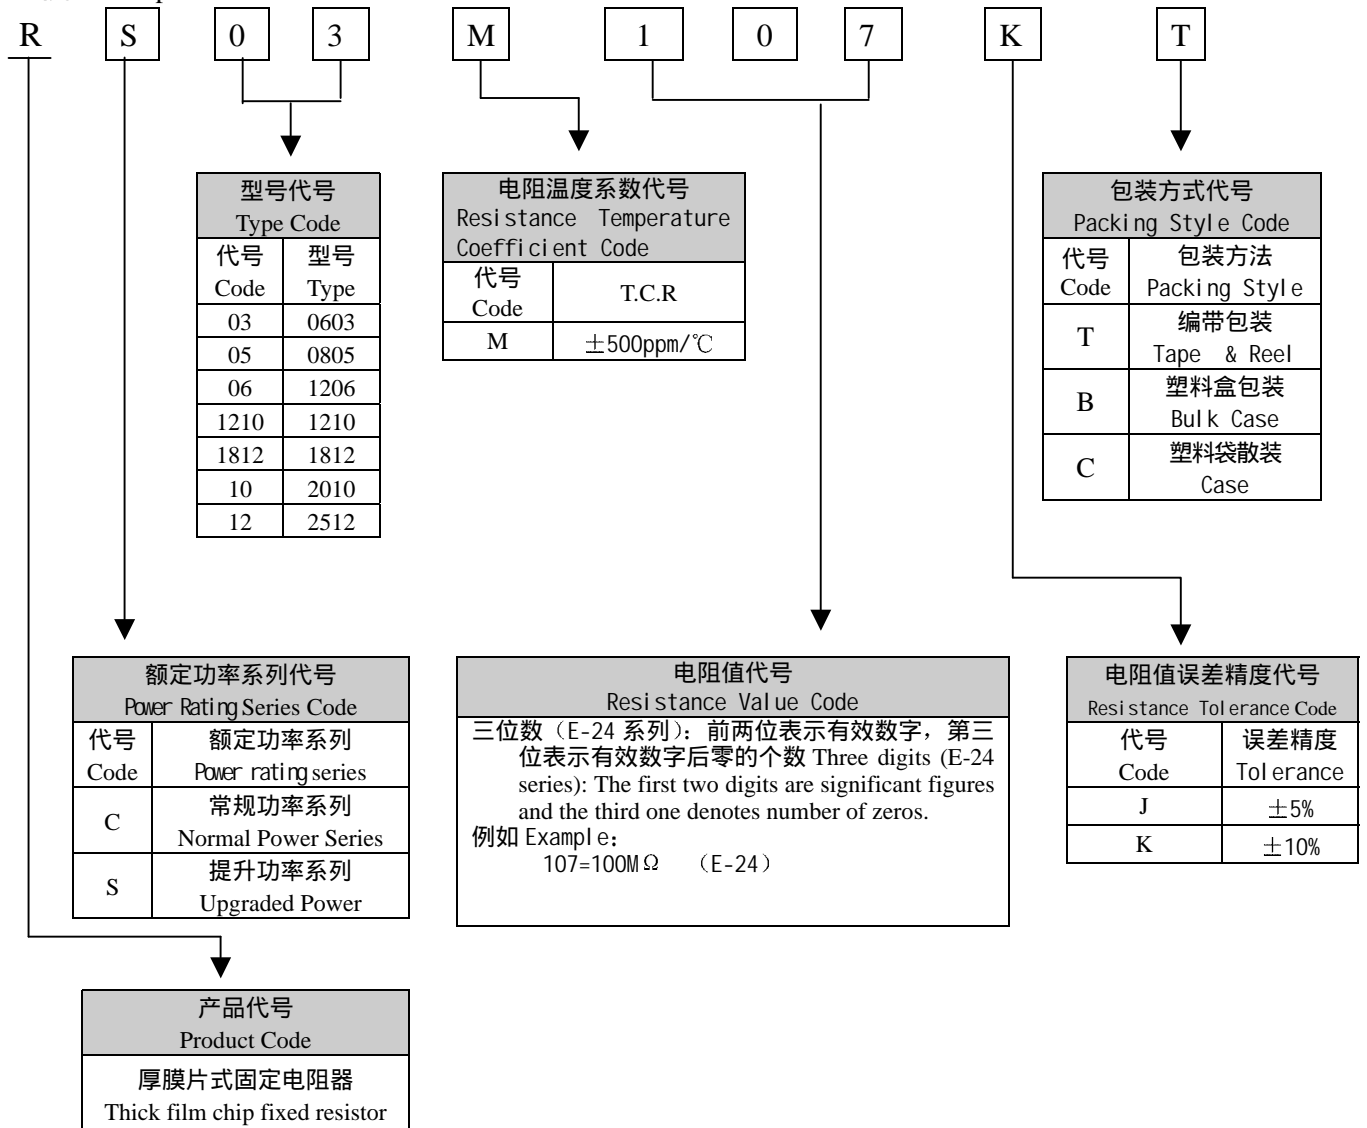 R S 0 3 M 1 0 7 K T
型号代号
Type Code
代号 型号
Code Type
03 0603
05 0805
06 1206
1210 1210
1812 1812
10 2010
12 2512
电阻温度系数代号
Resistance Temperature
Coefficient Code
代号
Code
T.C.R
M ±500ppm/℃
包装方式代号
Packing Style Code
代号 包装方法
Code Packing Style
T
编带包装
Tape & Reel
B
塑料盒包装
Bulk Case
C
塑料袋散装
Case
额定功率系列代号
Power Rating Series Code
代号 额定功率系列
Code Power rating series
C
常规功率系列
Normal Power Series
S
提升功率系列
Upgraded Power
电阻值代号
Resistance Value Code
三位数（E-24 系列）：前两位表示有效数字，第三
位表示有效数字后零的个数 Three digits (E-24
series): The first two digits are significant figures
and the third one denotes number of zeros.
例如 Example：
107=100MΩ （E-24）
电阻值误差精度代号
Resistance Tolerance Code
代号 误差精度
Code Tolerance
J ±5%
K ±10%
产品代号
Product Code
厚膜片式固定电阻器
Thick film chip fixed resistor